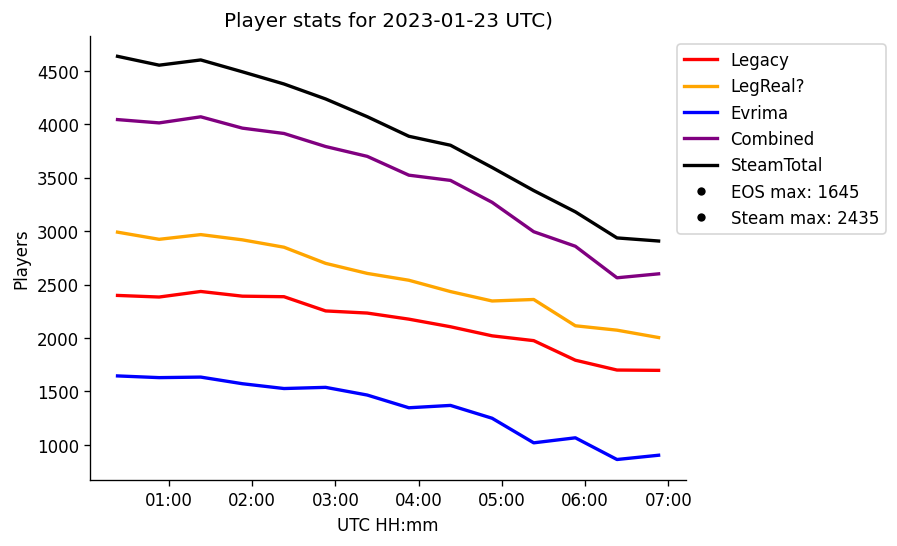 Player stats for 2023-01-23 UTC)
Legacy
LegReal?
Evrima
Combined
SteamTotal
EOS max: 1645
Steam max: 2435
Players
4500
4000
3500
3000
2500
2000
1500
1000
01:00 02:00 03:00 04:00 05:00 06:00 07:00
UTC HH:mm